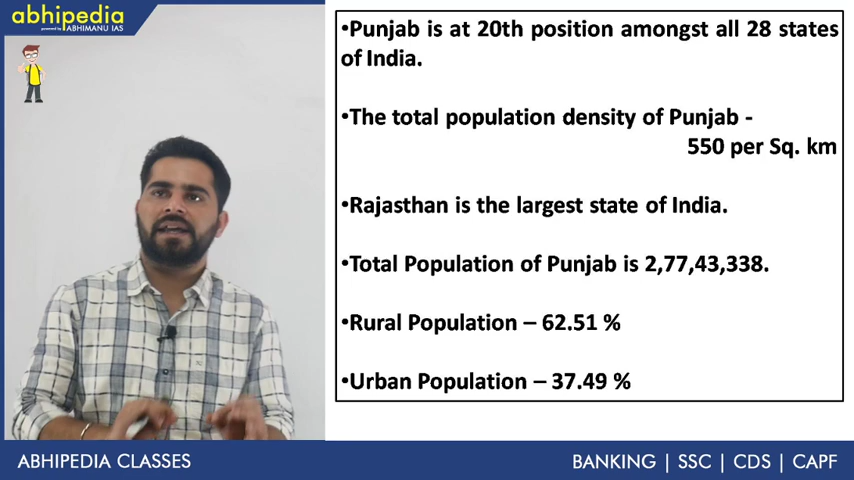 abhipedia
powered by ABHIMANU IAS
•Punjab is at 20th position amongst all 28 states
of India.
•The total population density of Punjab -
550 per Sq. km
•Rajasthan is the largest state of India.
•Total Population of Punjab is 2,77,43,338.
•Rural Population – 62.51 %
•Urban Population – 37.49 %
ABHIPEDIA CLASSES
BANKING | SSC | CDS | CAPF